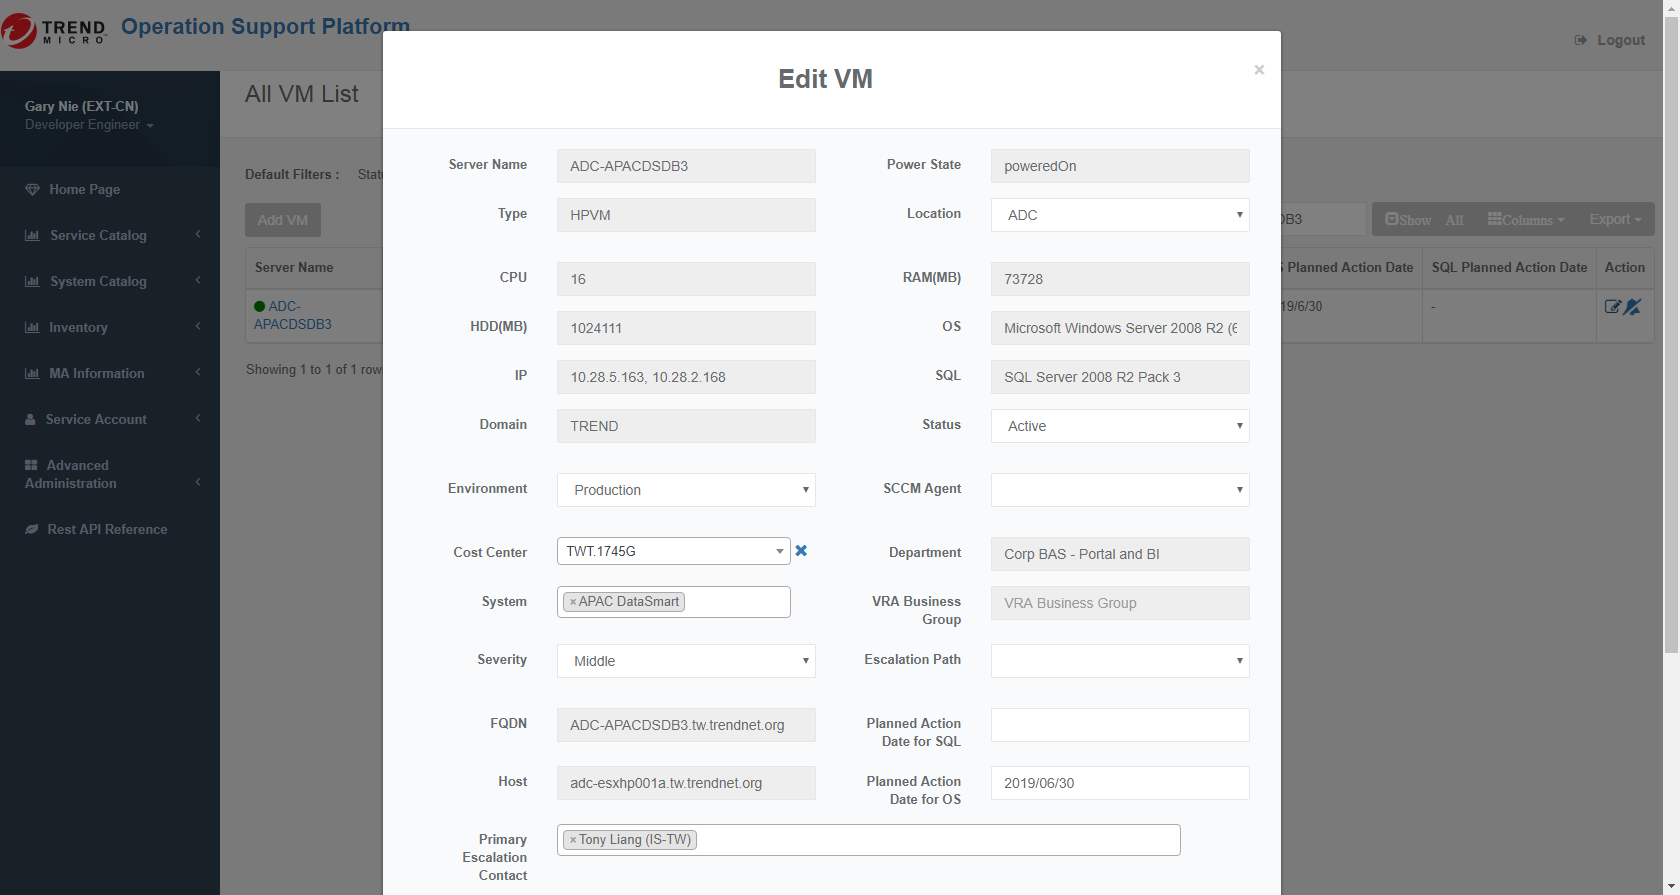 TREND MICRO
Operation Support Platform
Logout
Gary Nie (EXT-CN)
Developer Engineer
Home Page
Service Catalog
System Catalog
Inventory
MA Information
Service Account
Advanced
Administration
Rest API Reference
All VM List
Default Filters :
Add VM
DB3
Show All
Columns
Export
Server Name
Planned Action Date
SQL Planned Action Date
Action
ADC-
APACDSDB3
19/6/30
-
Showing 1 to 1 of 1
Edit VM
×
Server Name
ADC-APACDSDB3
Power State
poweredOn
Type
HPVM
Location
ADC
CPU
16
RAM(MB)
73728
HDD(MB)
1024111
OS
Microsoft Windows Server 2008 R2
IP
10.28.5.163, 10.28.2.168
SQL
SQL Server 2008 R2 Pack 3
Domain
TREND
Status
Active
Environment
Production
SCCM Agent
Cost Center
TWT.1745G
Department
Corp BAS - Portal and BI
System
×APAC DataSmart
VRA Business
Group
VRA Business Group
Severity
Middle
Escalation Path
FQDN
ADC-APACDSDB3.tw.trendnet.org
Planned Action
Date for SQL
Host
adc-esxhp001a.tw.trendnet.org
Planned Action
Date for OS
2019/06/30
Primary
Escalation
Contact
×Tony Liang (IS-TW)